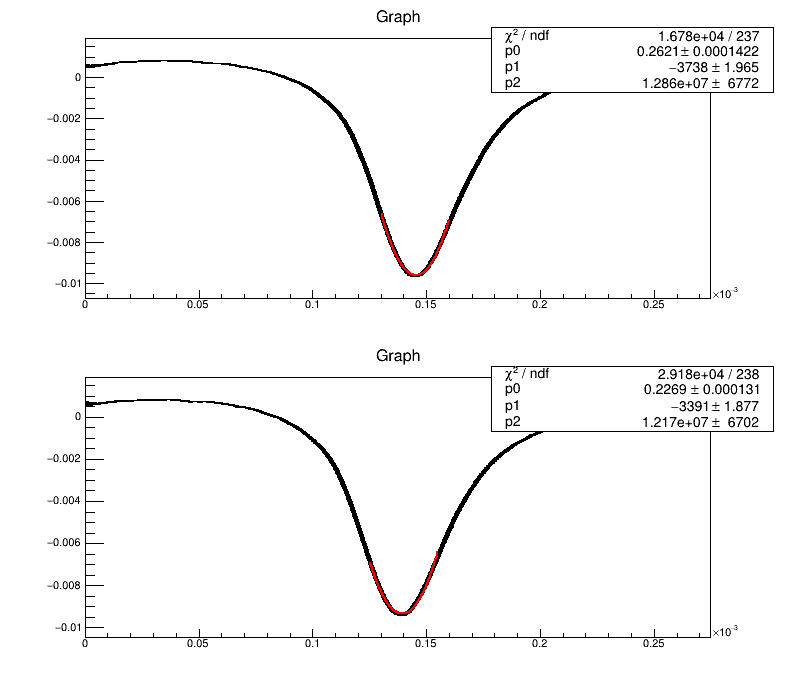 Graph
χ² / ndf 1.678e+04 / 237
p0 0.2621 ± 0.0001422
p1 −3738 ± 1.965
p2 1.286e+07 ± 6772
0
−0.002
−0.004
−0.006
−0.008
−0.01
0 0.05 0.1 0.15 0.2 0.25
×10⁻³
Graph
χ² / ndf 2.918e+04 / 238
p0 0.2269 ± 0.000131
p1 −3391 ± 1.877
p2 1.217e+07 ± 6702
0
−0.002
−0.004
−0.006
−0.008
−0.01
0 0.05 0.1 0.15 0.2 0.25
×10⁻³